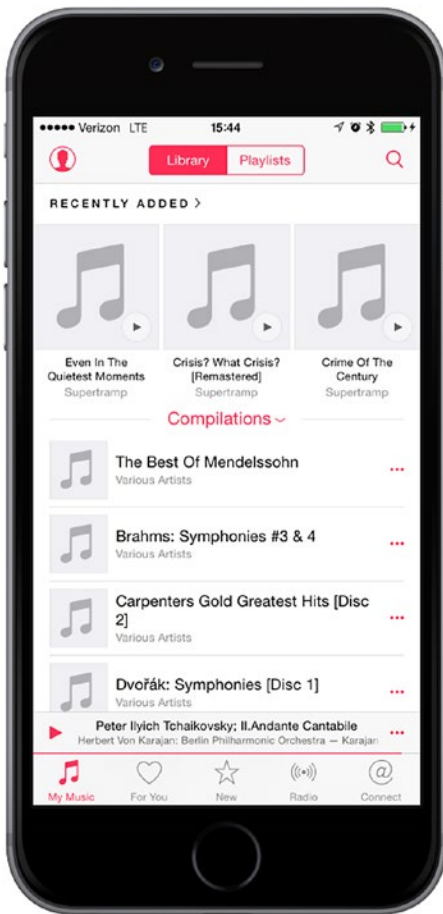 Verizon LTE 15:44
Library Playlists
RECENTLY ADDED >
Even In The
Quietest Moments
Supertramp
Crisis? What Crisis?
[Remastered]
Supertramp
Crime Of The
Century
Supertramp
Compilations
The Best Of Mendelssohn
Various Artists
Brahms: Symphonies #3 & 4
Various Artists
Carpenters Gold Greatest Hits [Disc
2]
Various Artists
Dvořák: Symphonies [Disc 1]
Various Artists
Peter Ilyich Tchaikovsky; II.Andante Cantabile
Herbert Von Karajan: Berlin Philharmonic Orchestra — Karajan
My Music For You New Radio Connect